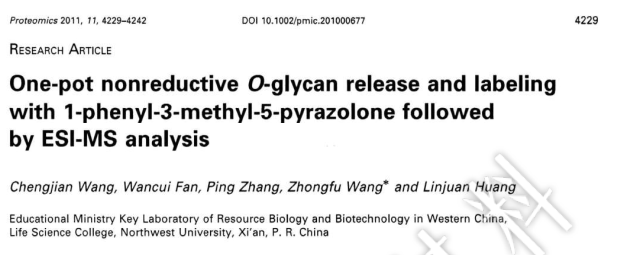 Proteomics 2011, 11, 4229–4242 DOI 10.1002/pmic.201000677 4229
RESEARCH ARTICLE
One-pot nonreductive O-glycan release and labeling
with 1-phenyl-3-methyl-5-pyrazolone followed
by ESI-MS analysis
Chengjian Wang, Wancui Fan, Ping Zhang, Zhongfu Wang* and Linjuan Huang
Educational Ministry Key Laboratory of Resource Biology and Biotechnology in Western China,
Life Science College, Northwest University, Xi'an, P. R. China
料